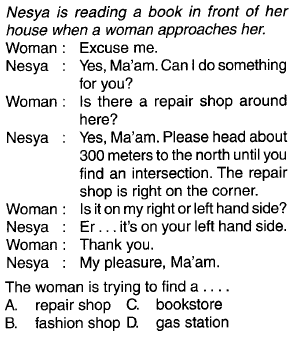 Nesya is reading a book in front of her
house when a woman approaches her.
Woman : Excuse me.
Nesya : Yes, Ma'am. Can I do something
for you?
Woman : Is there a repair shop around
here?
Nesya : Yes, Ma'am. Please head about
300 meters to the north until you
find an intersection. The repair
shop is right on the corner.
Woman : Is it on my right or left hand side?
Nesya : Er . . . it's on your left hand side.
Woman : Thank you.
Nesya : My pleasure, Ma'am.
The woman is trying to find a . . . .
A. repair shop C. bookstore
B. fashion shop D. gas station